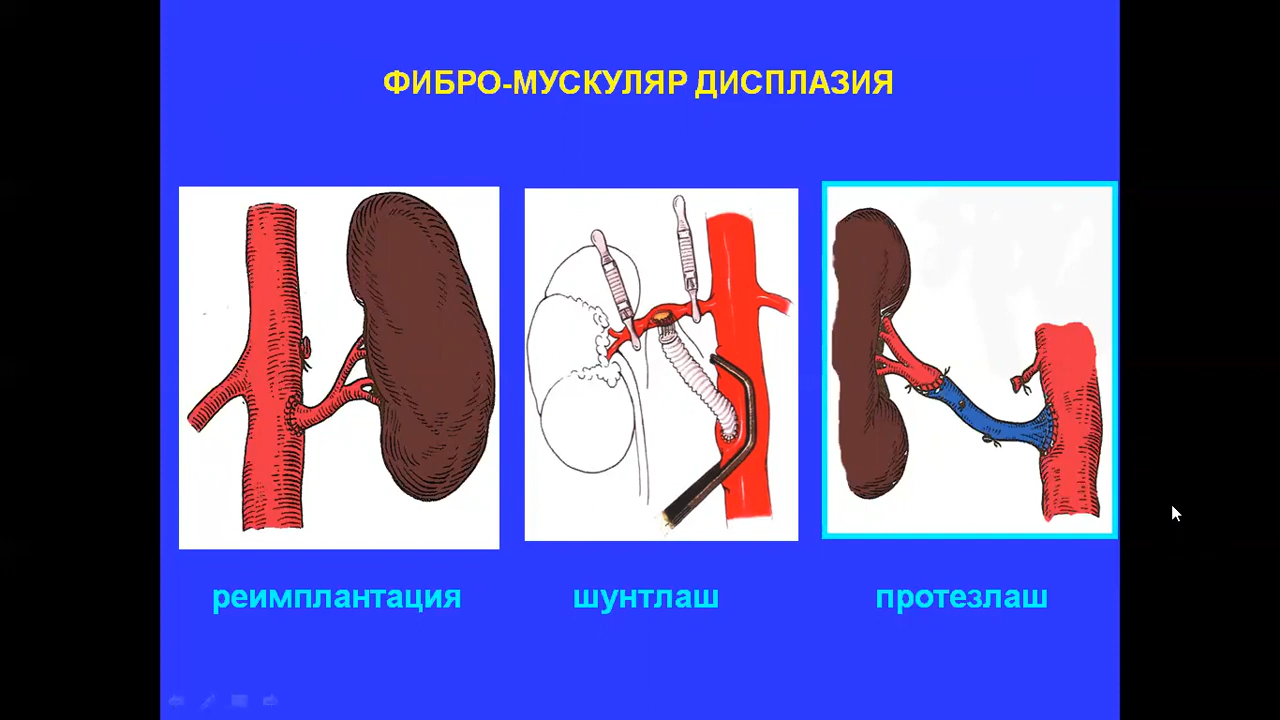 ФИБРО-МУСКУЛЯР ДИСПЛАЗИЯ
реимплантация
шунтлаш
протезлаш